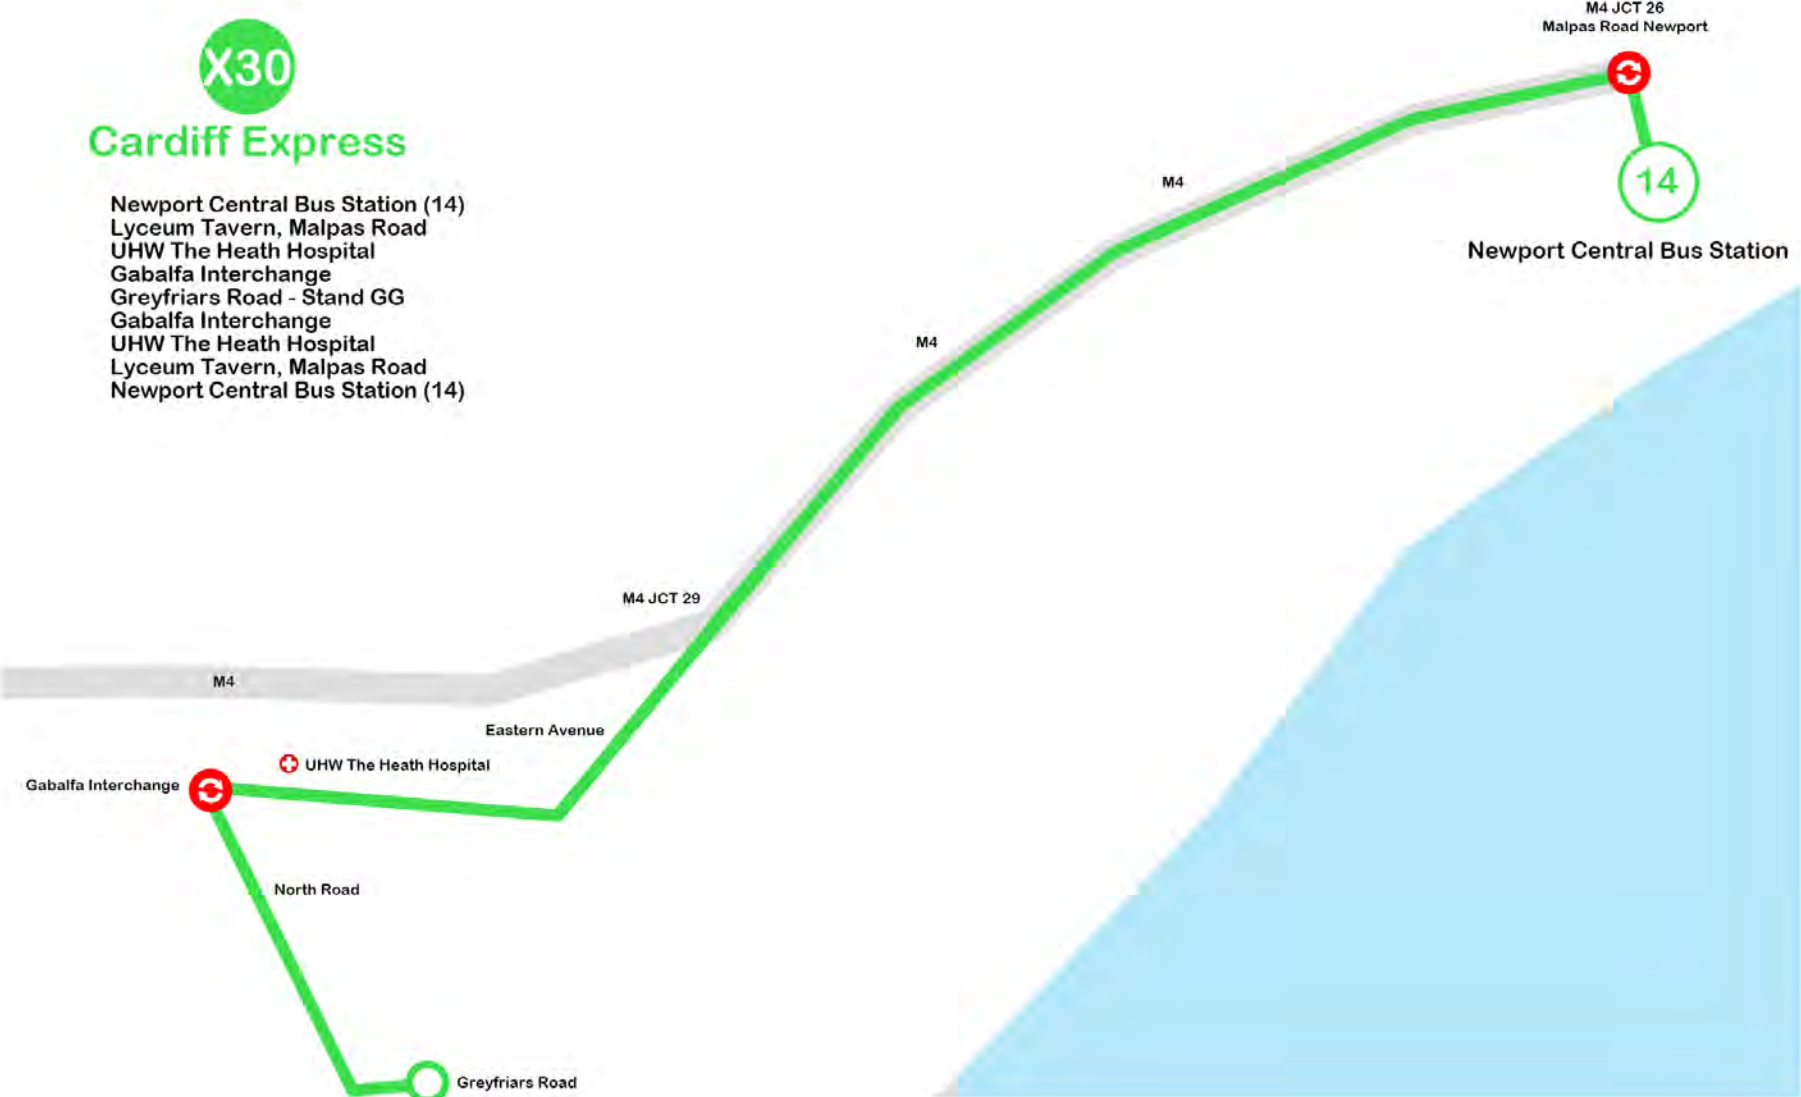 X30
Cardiff Express
Newport Central Bus Station (14)
Lyceum Tavern, Malpas Road
UHW The Heath Hospital
Gabalfa Interchange
Greyfriars Road - Stand GG
Gabalfa Interchange
UHW The Heath Hospital
Lyceum Tavern, Malpas Road
Newport Central Bus Station (14)
M4 JCT 26
Malpas Road Newport
14
Newport Central Bus Station
M4
M4
M4 JCT 29
M4
Eastern Avenue
UHW The Heath Hospital
Gabalfa Interchange
North Road
Greyfriars Road